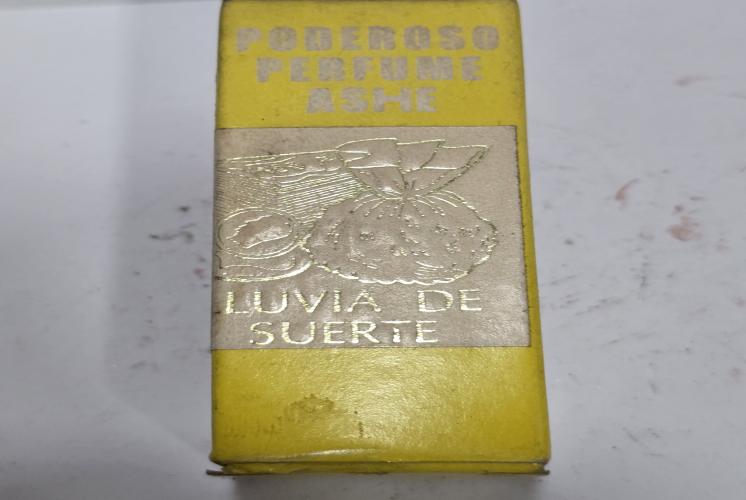 PODEROSO
PERFUME
ASHE
LUVIA DE
SUERTE